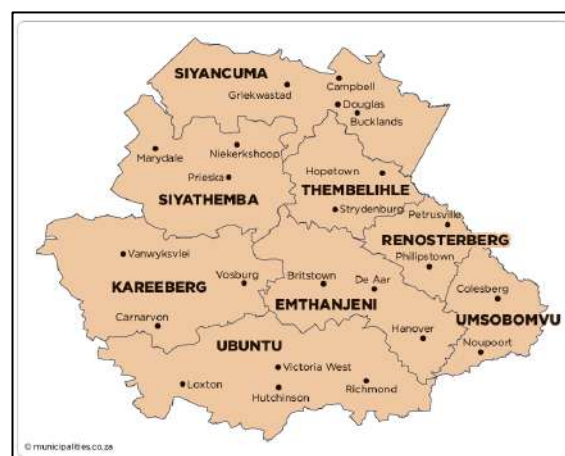 SIYANCUMA
Campbell
Griekwastad
Douglas
Bucklands
Marydale
Niekerkshoop
Prieska
SIYATHEMBA
Hopetown
THEMBELIHLE
Strydenburg
Petrusville
RENOSTERBERG
Philipstown
Vanwyksvlei
Vosburg
KAREEBERG
Carnarvon
Britstown
De Aar
EMTHANJENI
Hanover
Colesberg
UMSOBOMVU
Noupoort
UBUNTU
Victoria West
Loxton
Hutchinson
Richmond
© municipalities.co.za